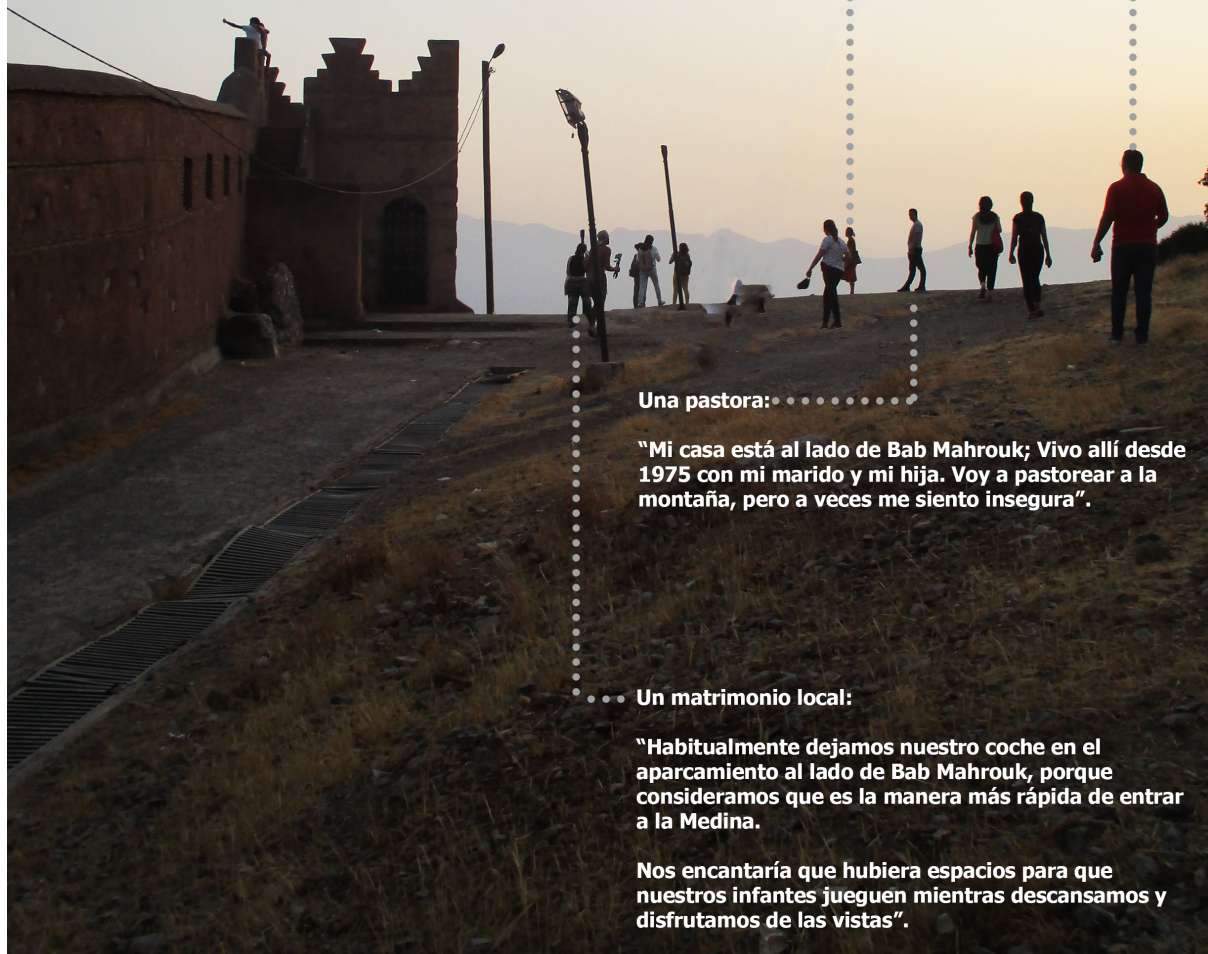 Una pastora:
“Mi casa está al lado de Bab Mahrouk; Vivo allí desde
1975 con mi marido y mi hija. Voy a pastorear a la
montaña, pero a veces me siento insegura”.
Un matrimonio local:
“Habitualmente dejamos nuestro coche en el
aparcamiento al lado de Bab Mahrouk, porque
consideramos que es la manera más rápida de entrar
a la Medina.
Nos encantaría que hubiera espacios para que
nuestros infantes jueguen mientras descansamos y
disfrutamos de las vistas”.